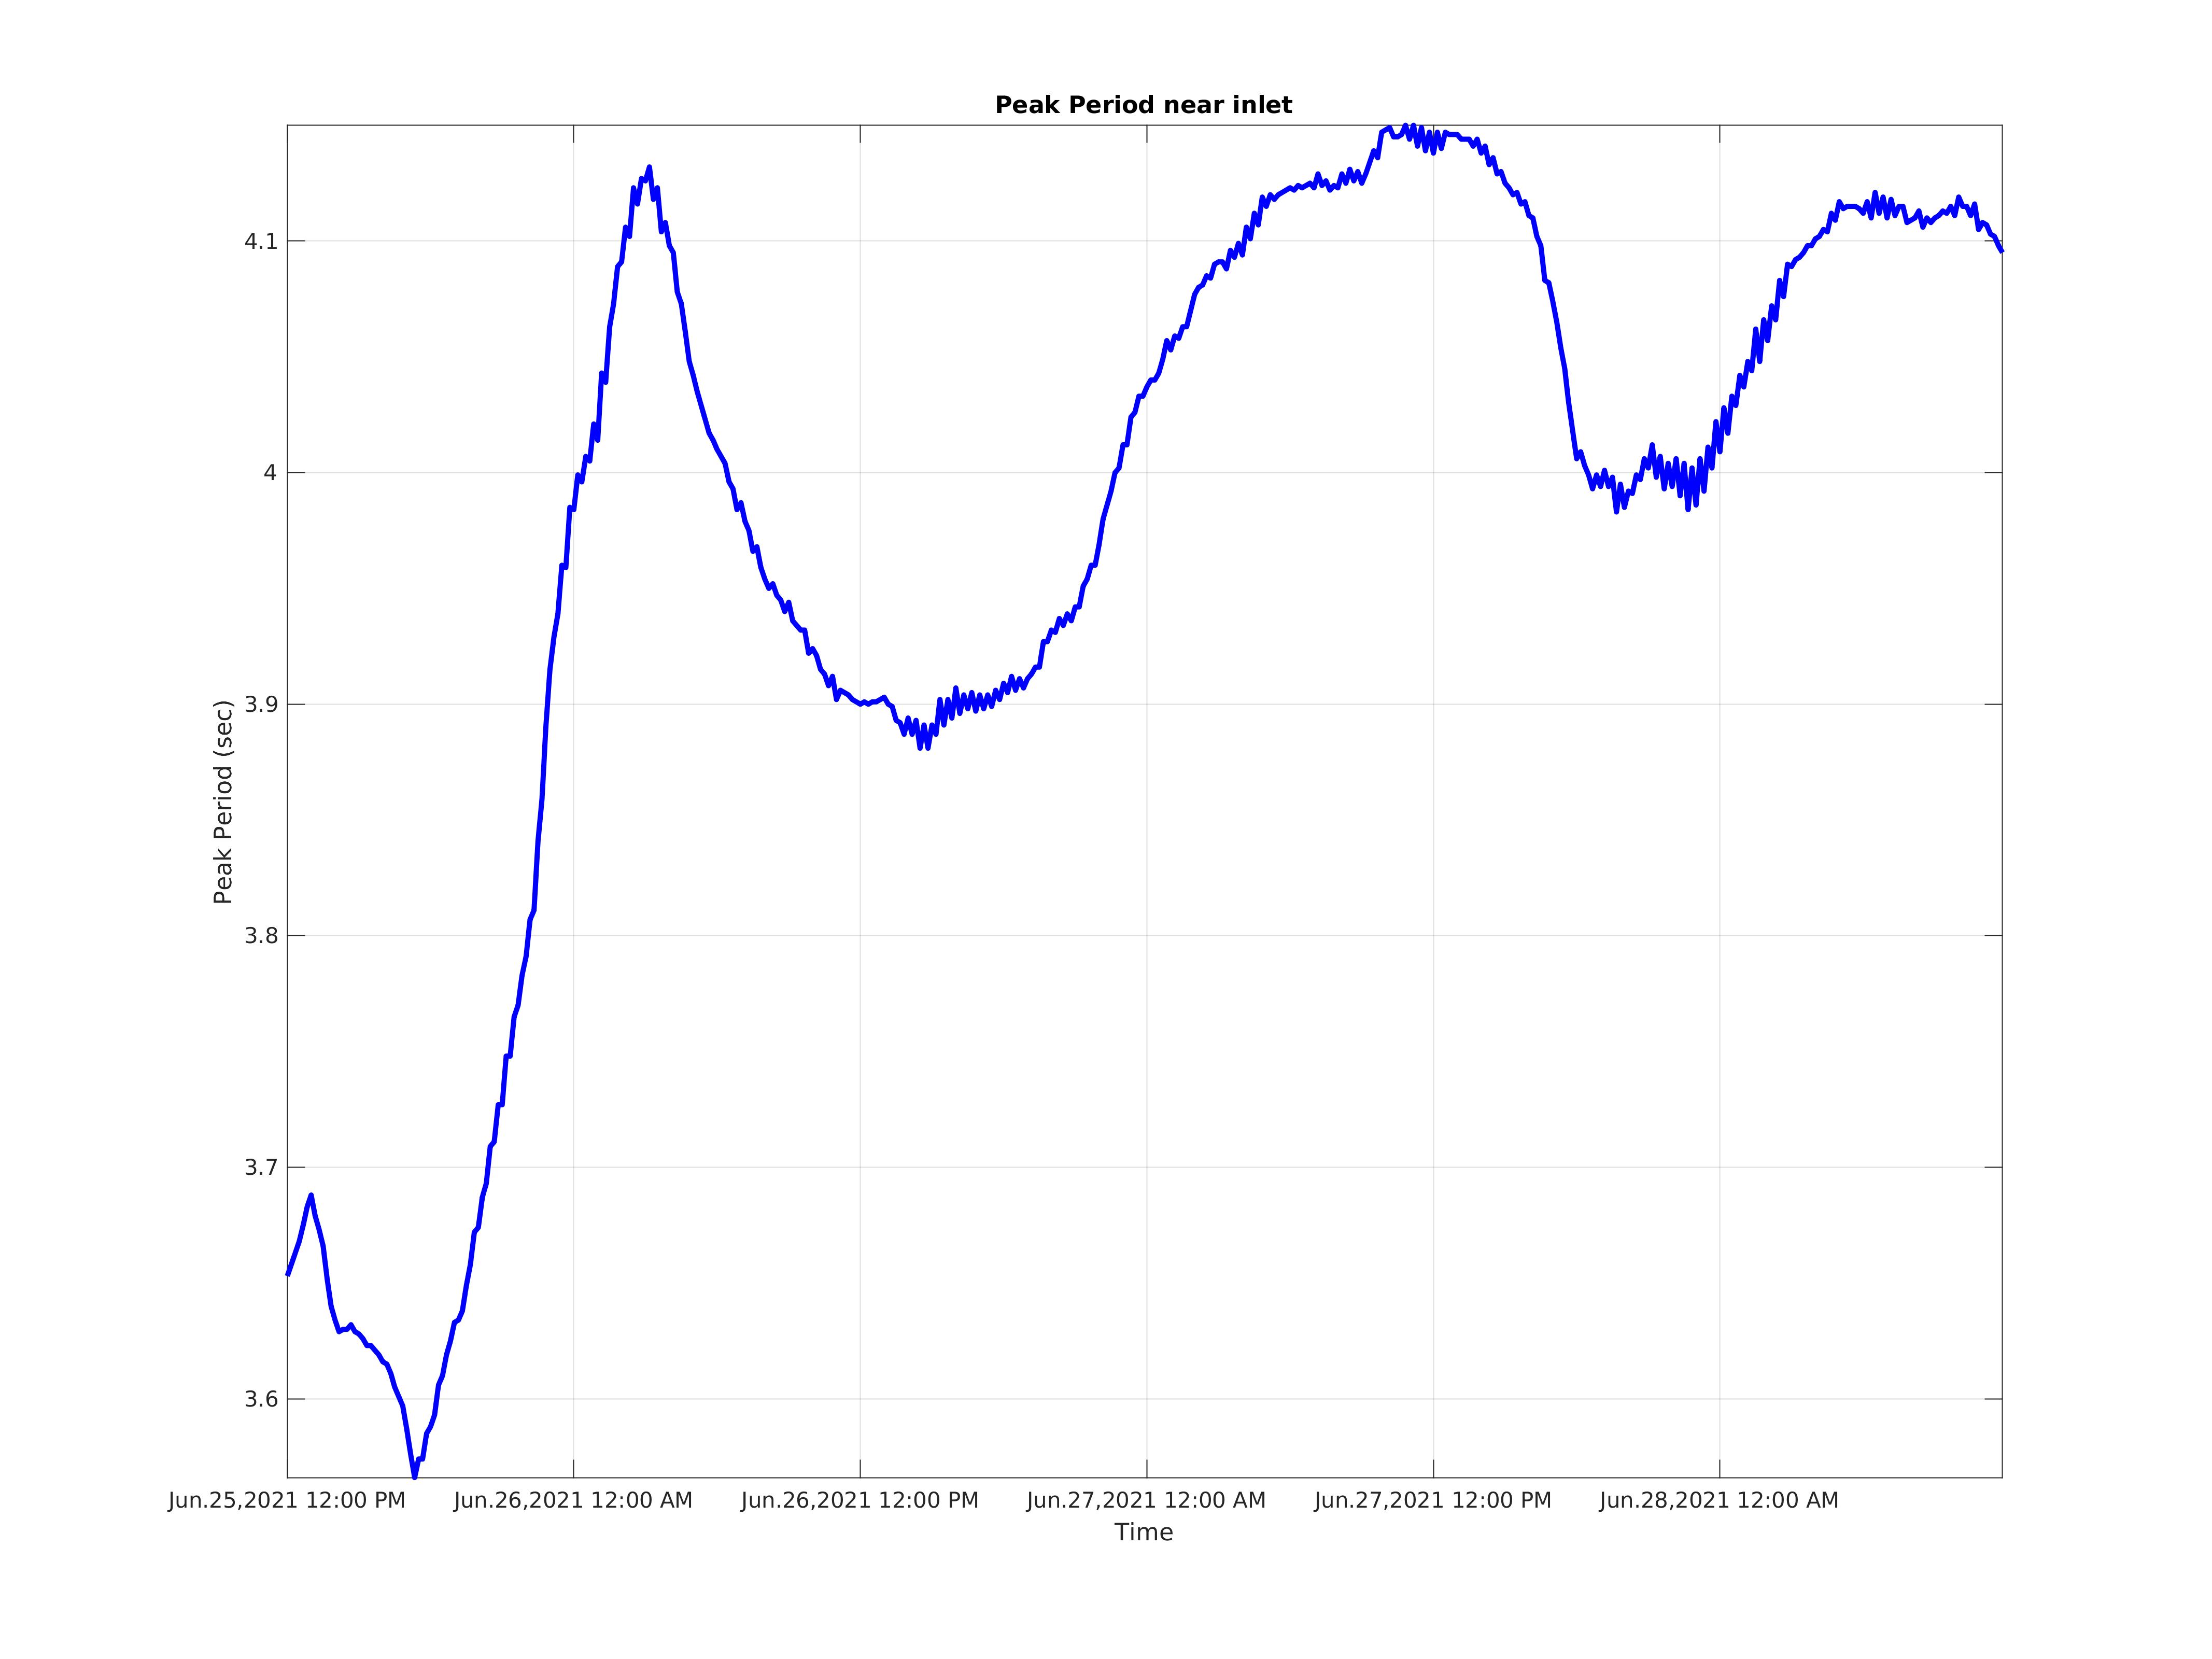 Peak Period near inlet
4.1
4
3.9
3.8
3.7
3.6
Peak Period (sec)
Jun.25,2021 12:00 PM
Jun.26,2021 12:00 AM
Jun.26,2021 12:00 PM
Jun.27,2021 12:00 AM
Jun.27,2021 12:00 PM
Jun.28,2021 12:00 AM
Time